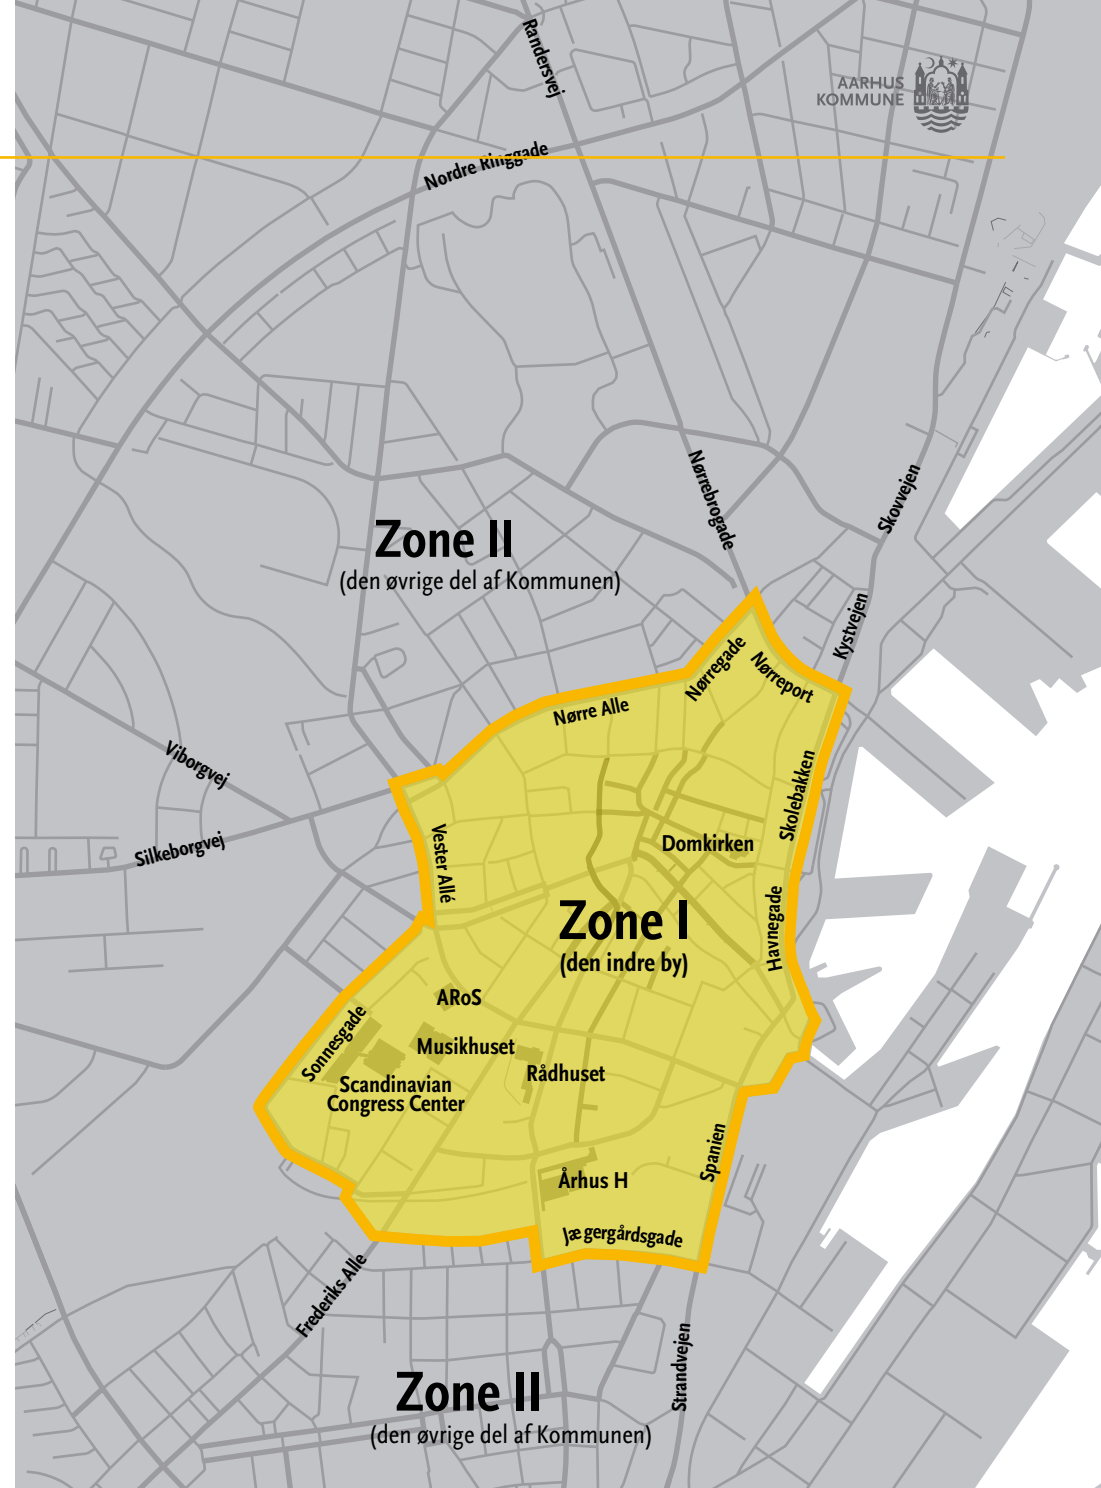 Randersvej
AARHUS
KOMMUNE
Nordre Ringgade
Nørrebrogade
Skovvejen
Zone II
(den øvrige del af Kommunen)
Kystvejen
Nørregade
Nørreport
Nørre Alle
Viborgvej
Skolebakken
Silkeborgvej
Vester Allé
Domkirken
Zone I
(den indre by)
Havnegade
ARoS
Sonnesgade
Musikhuset
Rådhuset
Scandinavian
Congress Center
Spanien
Århus H
Jæ gergårdsgade
Frederiks Alle
Strandvejen
Zone II
(den øvrige del af Kommunen)